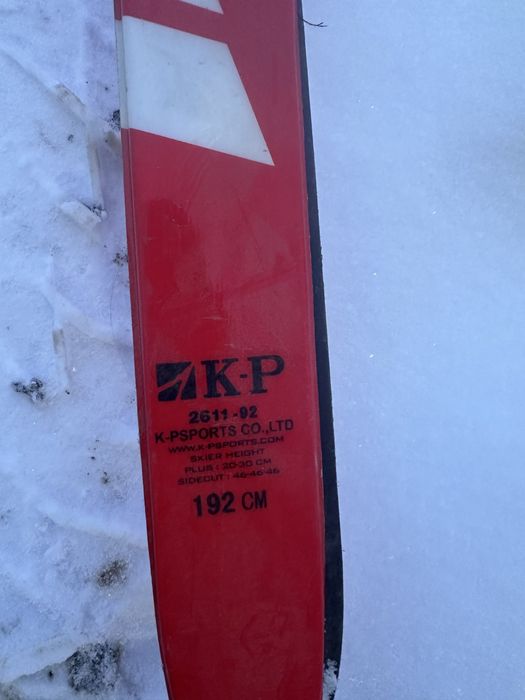 K-P
2611-92
K-PSPORTS CO.,LTD
WWW.K-PSPORTS.COM
SKIER HEIGHT
PLUS : 20-30 CM
SIDEOUT : 46-46-46
192 CM